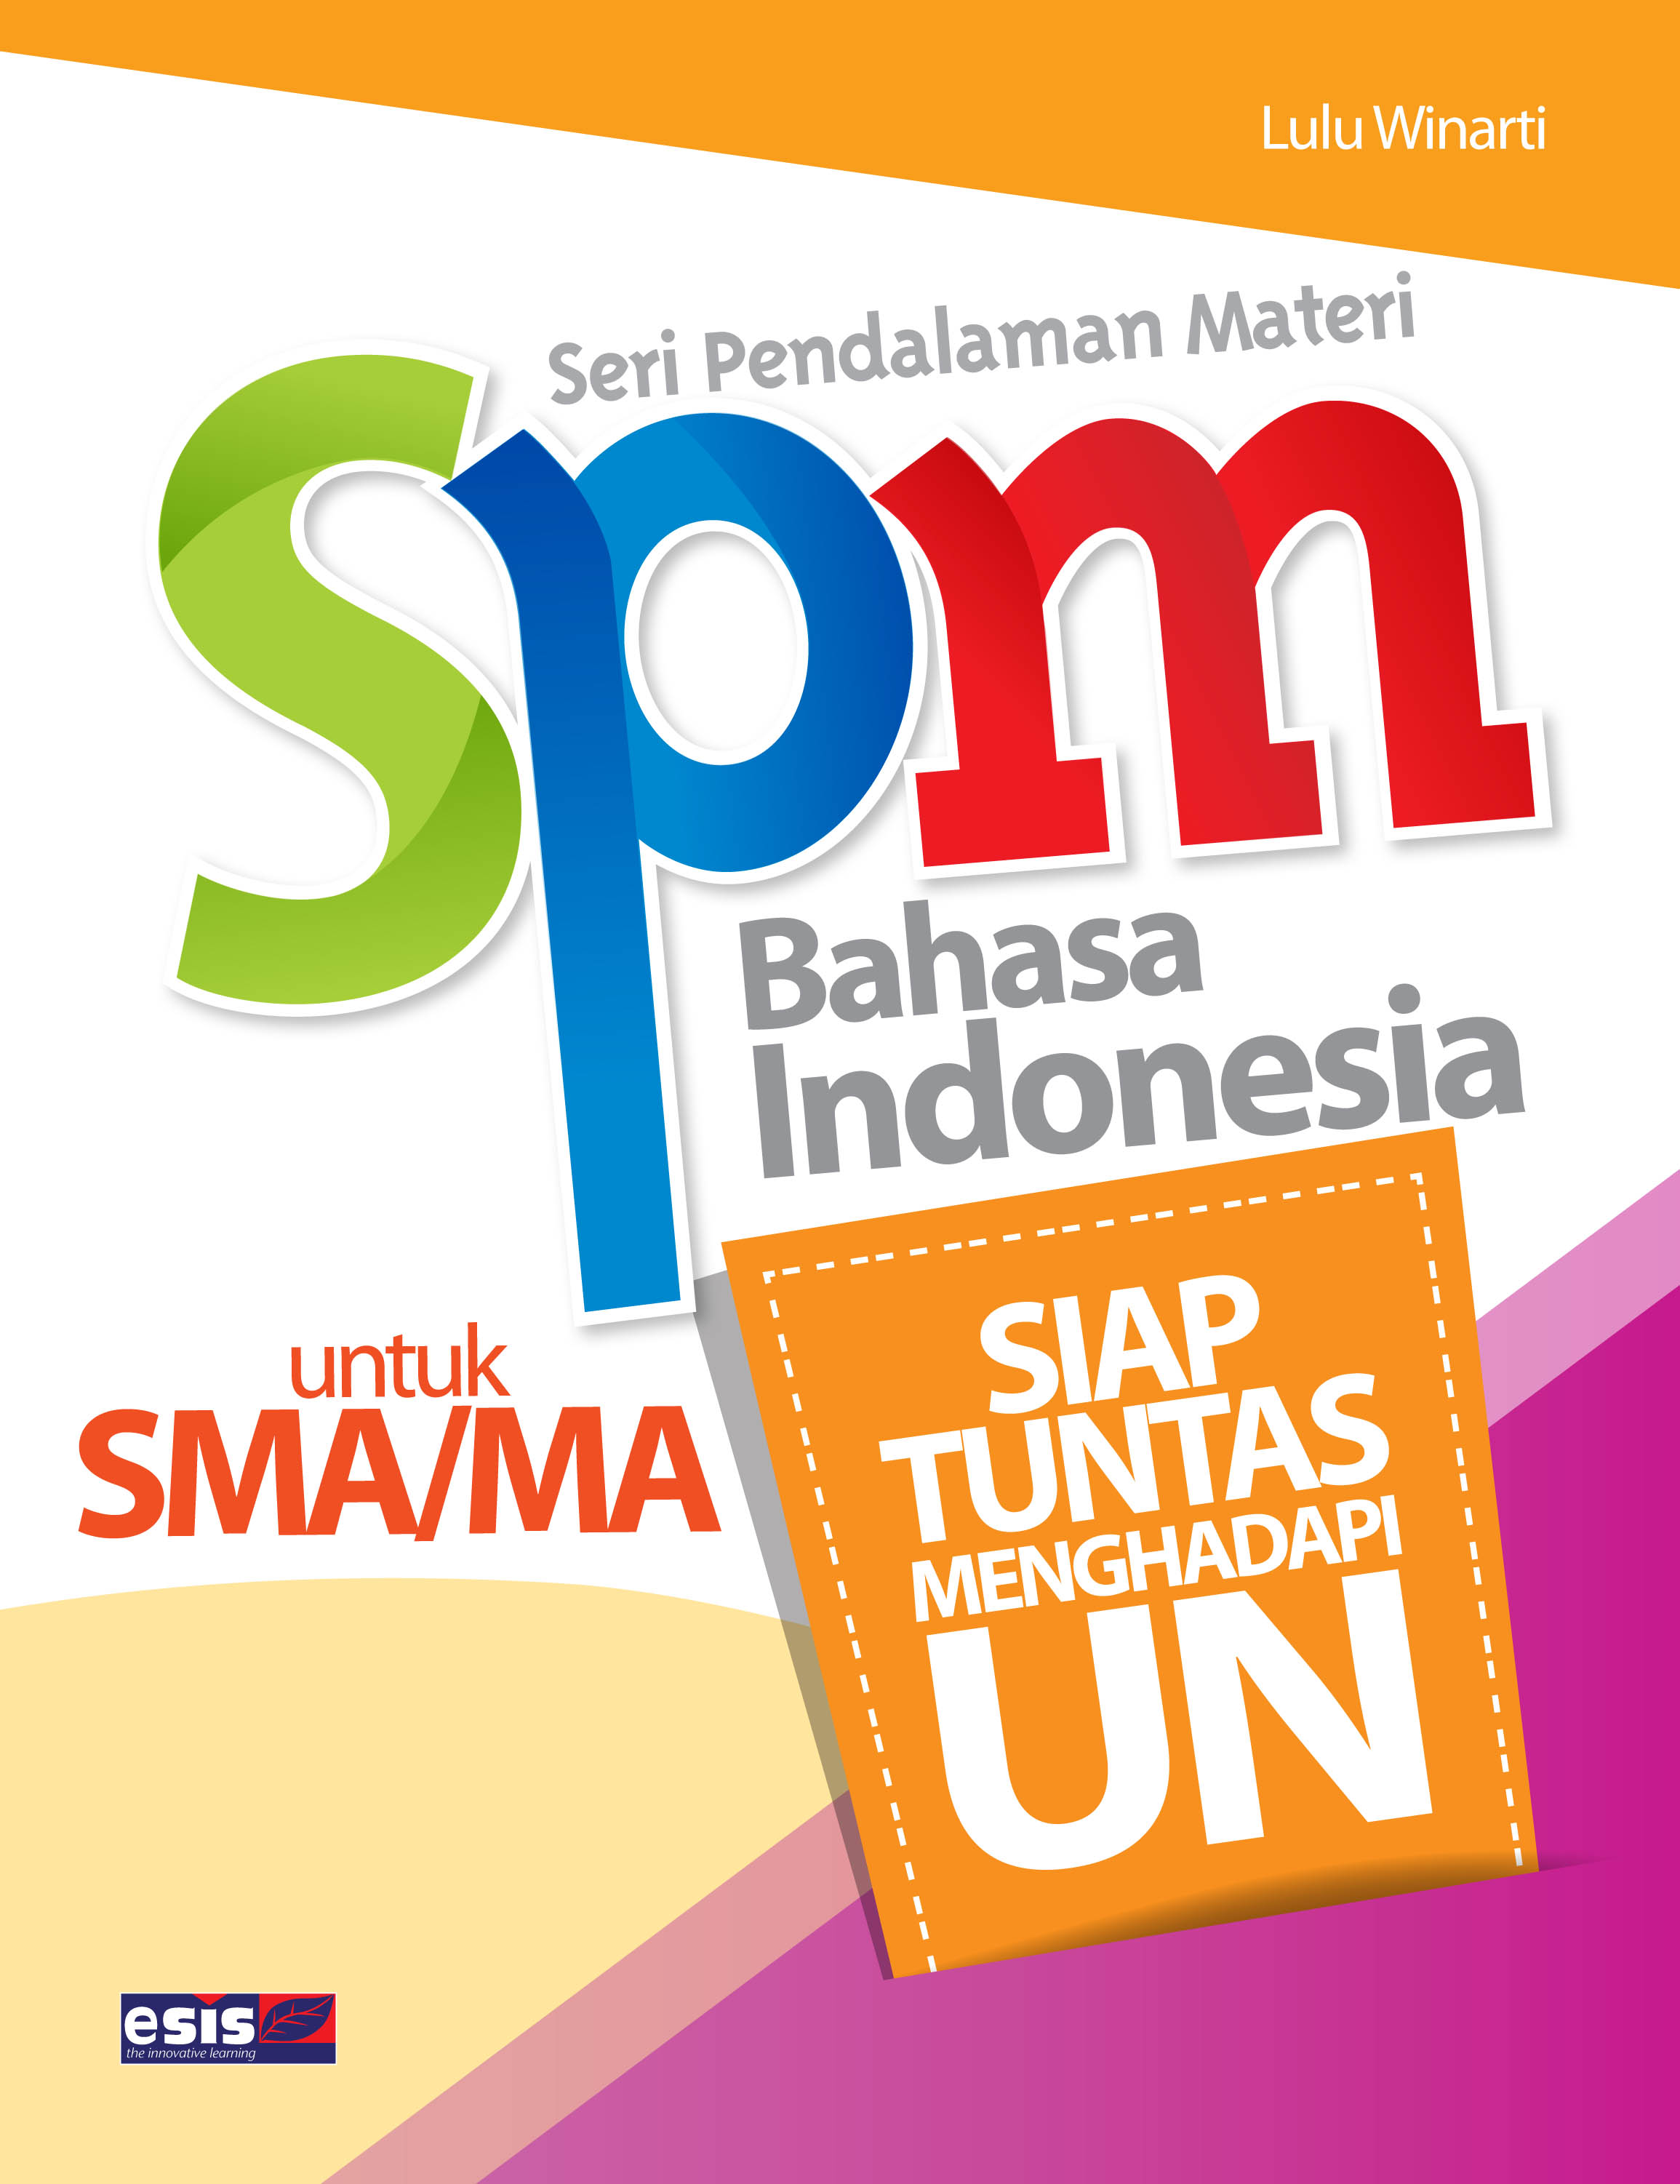 Lulu Winarti
Seri Pendalaman Materi
spm
Bahasa
Indonesia
untuk
SMA/MA
SIAP
TUNTAS
MENGHADAPI
UN
esis
the innovative learning